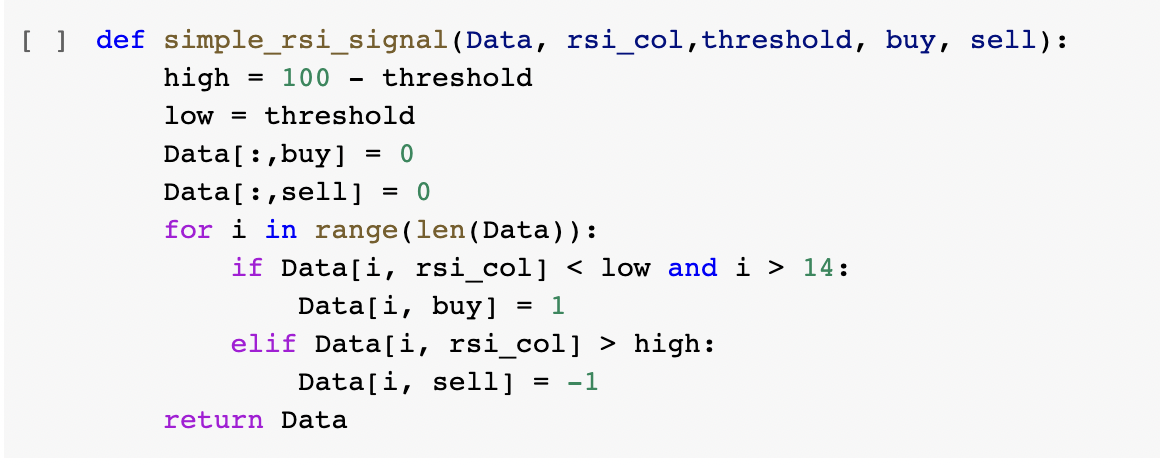 [ ] def simple_rsi_signal(Data, rsi_col,threshold, buy, sell):
    high = 100 - threshold
    low = threshold
    Data[:,buy] = 0
    Data[:,sell] = 0
    for i in range(len(Data)):
        if Data[i, rsi_col] < low and i > 14:
            Data[i, buy] = 1
        elif Data[i, rsi_col] > high:
            Data[i, sell] = -1
    return Data